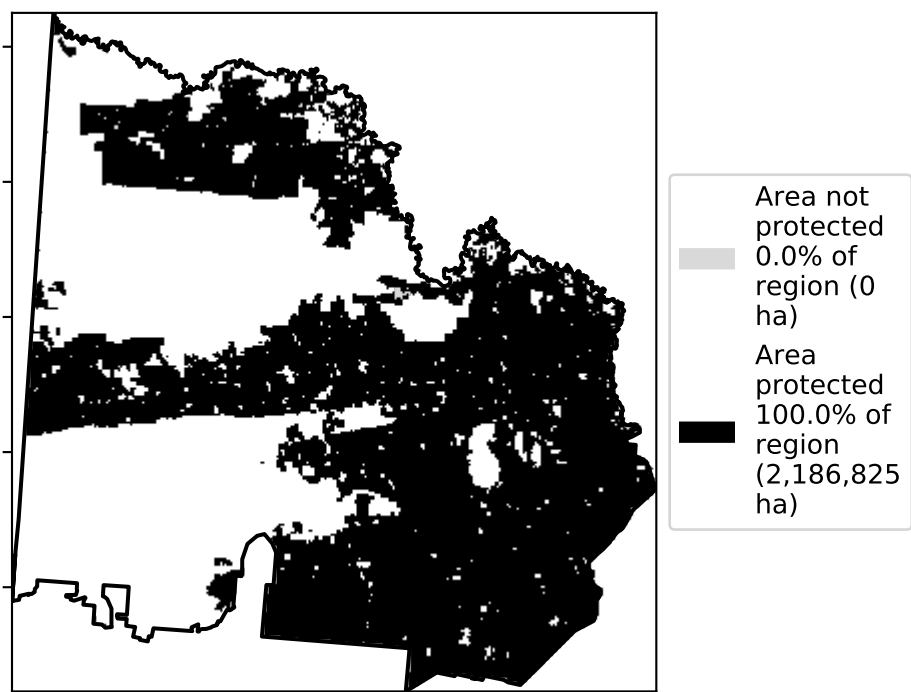 Area not
protected
0.0% of
region (0
ha)
Area
protected
100.0% of
region
(2,186,825
ha)